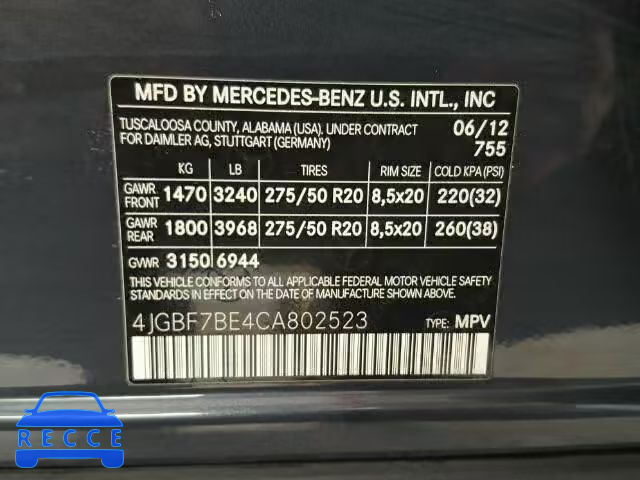 MFD BY MERCEDES-BENZ U.S. INTL., INC
TUSCALOOSA COUNTY, ALABAMA (USA). UNDER CONTRACT 06/12
FOR DAIMLER AG, STUTTGART (GERMANY) 755
KG LB TIRES RIM SIZE COLD KPA (PSI)
GAWR FRONT 1470 3240 275/50 R20 8,5x20 220(32)
GAWR REAR 1800 3968 275/50 R20 8,5x20 260(38)
GVWR 3150 6944
THIS VEHICLE CONFORMS TO ALL APPLICABLE FEDERAL MOTOR VEHICLE SAFETY
STANDARDS IN EFFECT ON THE DATE OF MANUFACTURE SHOWN ABOVE.
4JGBF7BE4CA802523 TYPE: MPV
RECCE